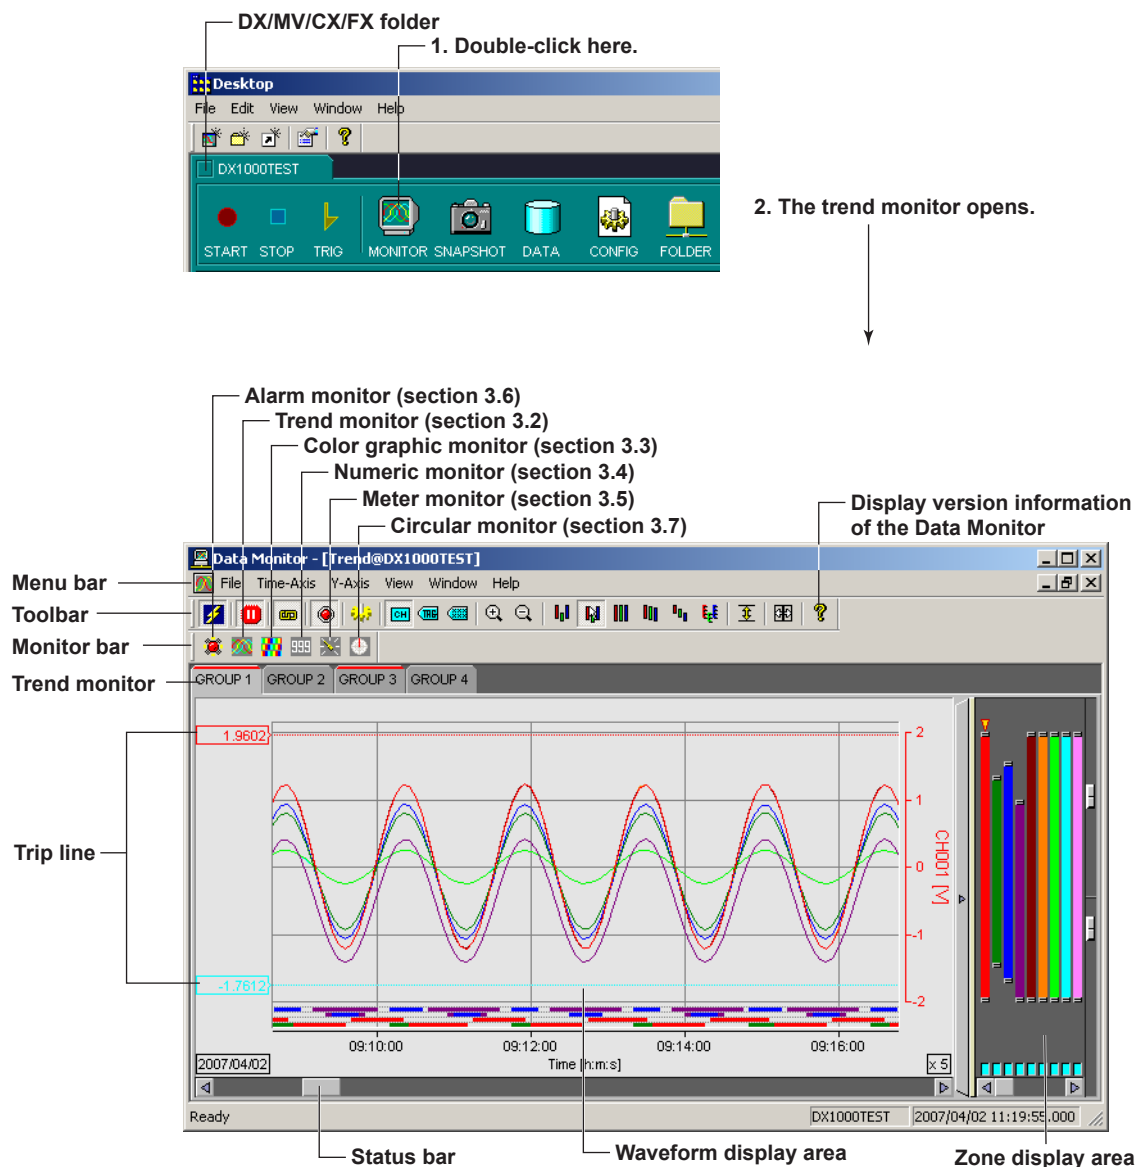 DX/MV/CX/FX folder
1. Double-click here.
Desktop
File Edit View Window Help
DX1000TEST
START STOP TRIG MONITOR SNAPSHOT DATA CONFIG FOLDER
2. The trend monitor opens.
Alarm monitor (section 3.6)
Trend monitor (section 3.2)
Color graphic monitor (section 3.3)
Numeric monitor (section 3.4)
Meter monitor (section 3.5)
Circular monitor (section 3.7)
Display version information
of the Data Monitor
Data Monitor - [Trend@DX1000TEST]
Menu bar
File Time-Axis Y-Axis View Window Help
Toolbar
CH TAG
Monitor bar
999
Trend monitor
GROUP 1 GROUP 2 GROUP 3 GROUP 4
1.9602
2
1
Trip line
0
CH001 [V]
-1
-1.7612
-2
09:10:00 09:12:00 09:14:00 09:16:00
2007/04/02
Time [h:m:s]
x 5
Ready
DX1000TEST
2007/04/02 11:19:55.000
Status bar
Waveform display area
Zone display area